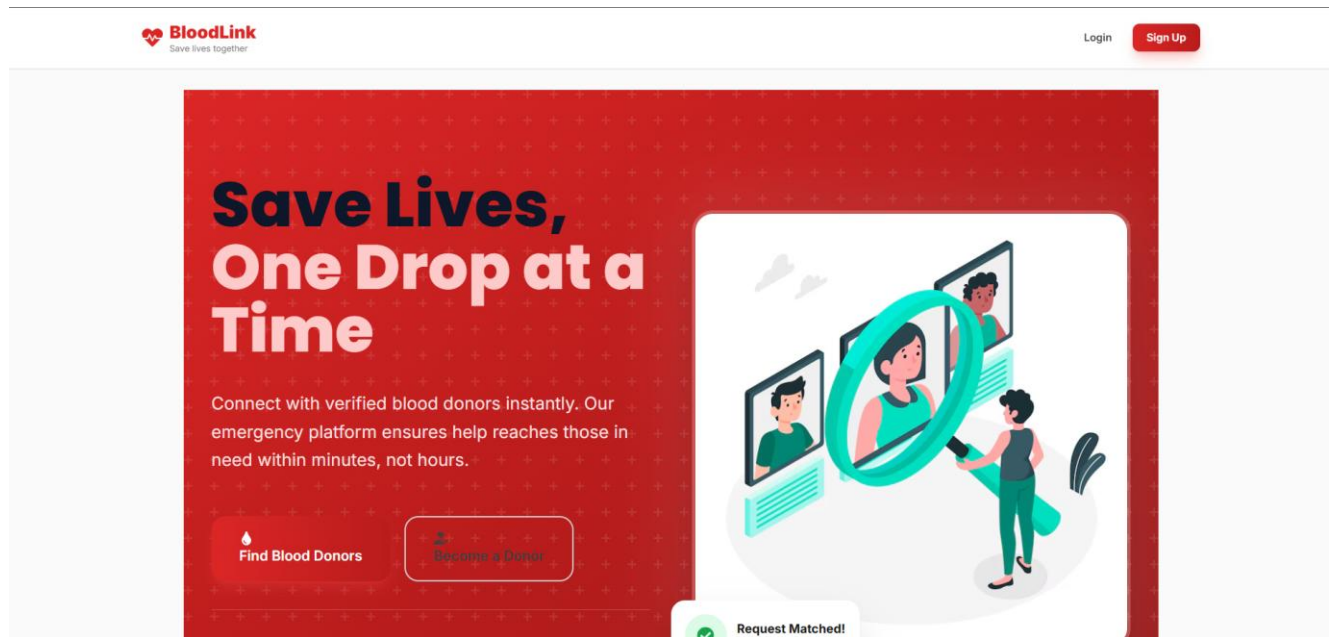 BloodLink
Save lives together
Login
Sign Up
Save Lives,
One Drop at a
Time
Connect with verified blood donors instantly. Our
emergency platform ensures help reaches those in
need within minutes, not hours.
Find Blood Donors
Become a Donor
Request Matched!